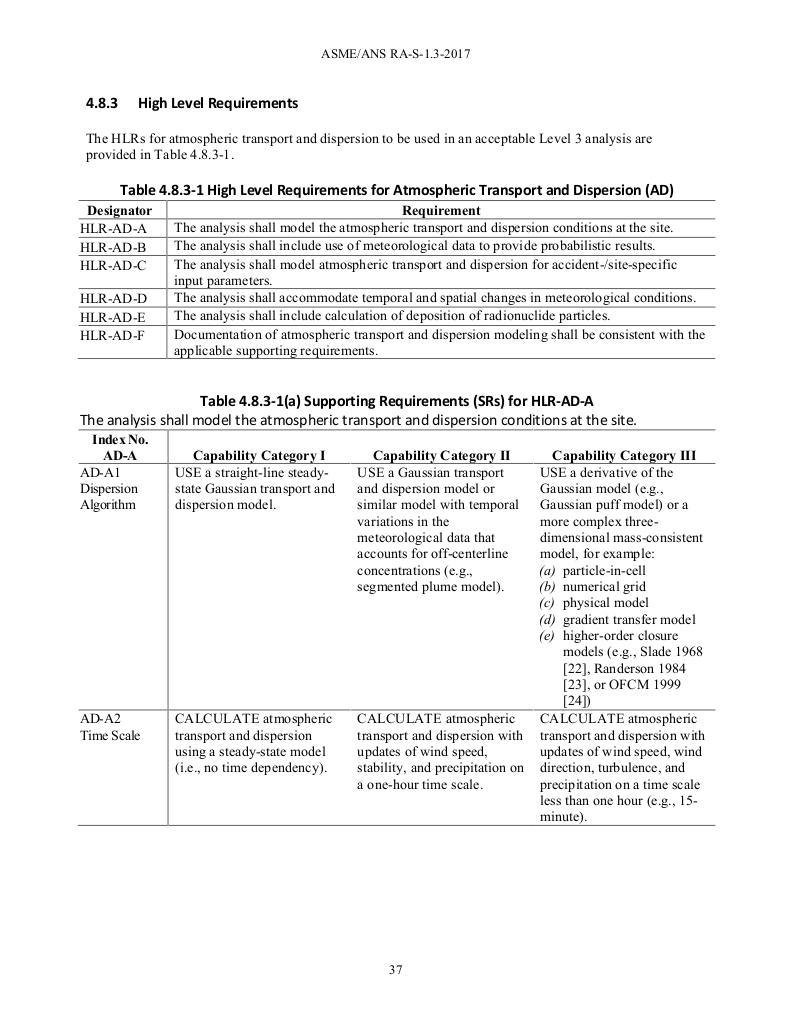 ASME/ANS RA-S-1.3-2017
4.8.3 High Level Requirements
The HLRs for atmospheric transport and dispersion to be used in an acceptable Level 3 analysis are
provided in Table 4.8.3-1.
Table 4.8.3-1 High Level Requirements for Atmospheric Transport and Dispersion (AD)
Designator Requirement
HLR-AD-A The analysis shall model the atmospheric transport and dispersion conditions at the site.
HLR-AD-B The analysis shall include use of meteorological data to provide probabilistic results.
HLR-AD-C The analysis shall model atmospheric transport and dispersion for accident-/site-specific
input parameters.
HLR-AD-D The analysis shall accommodate temporal and spatial changes in meteorological conditions.
HLR-AD-E The analysis shall include calculation of deposition of radionuclide particles.
HLR-AD-F Documentation of atmospheric transport and dispersion modeling shall be consistent with the
applicable supporting requirements.
Table 4.8.3-1(a) Supporting Requirements (SRs) for HLR-AD-A
The analysis shall model the atmospheric transport and dispersion conditions at the site.
Index No.
AD-A
Capability Category I
Capability Category II
Capability Category III
AD-A1
Dispersion
Algorithm
USE a straight-line steady-
state Gaussian transport and
dispersion model.
USE a Gaussian transport
and dispersion model or
similar model with temporal
variations in the
meteorological data that
accounts for off-centerline
concentrations (e.g.,
segmented plume model).
USE a derivative of the
Gaussian model (e.g.,
Gaussian puff model) or a
more complex three-
dimensional mass-consistent
model, for example:
(a) particle-in-cell
(b) numerical grid
(c) physical model
(d) gradient transfer model
(e) higher-order closure
models (e.g., Slade 1968
[22], Randerson 1984
[23], or OFCM 1999
[24])
AD-A2
Time Scale
CALCULATE atmospheric
transport and dispersion
using a steady-state model
(i.e., no time dependency).
CALCULATE atmospheric
transport and dispersion with
updates of wind speed,
stability, and precipitation on
a one-hour time scale.
CALCULATE atmospheric
transport and dispersion with
updates of wind speed, wind
direction, turbulence, and
precipitation on a time scale
less than one hour (e.g., 15-
minute).
37